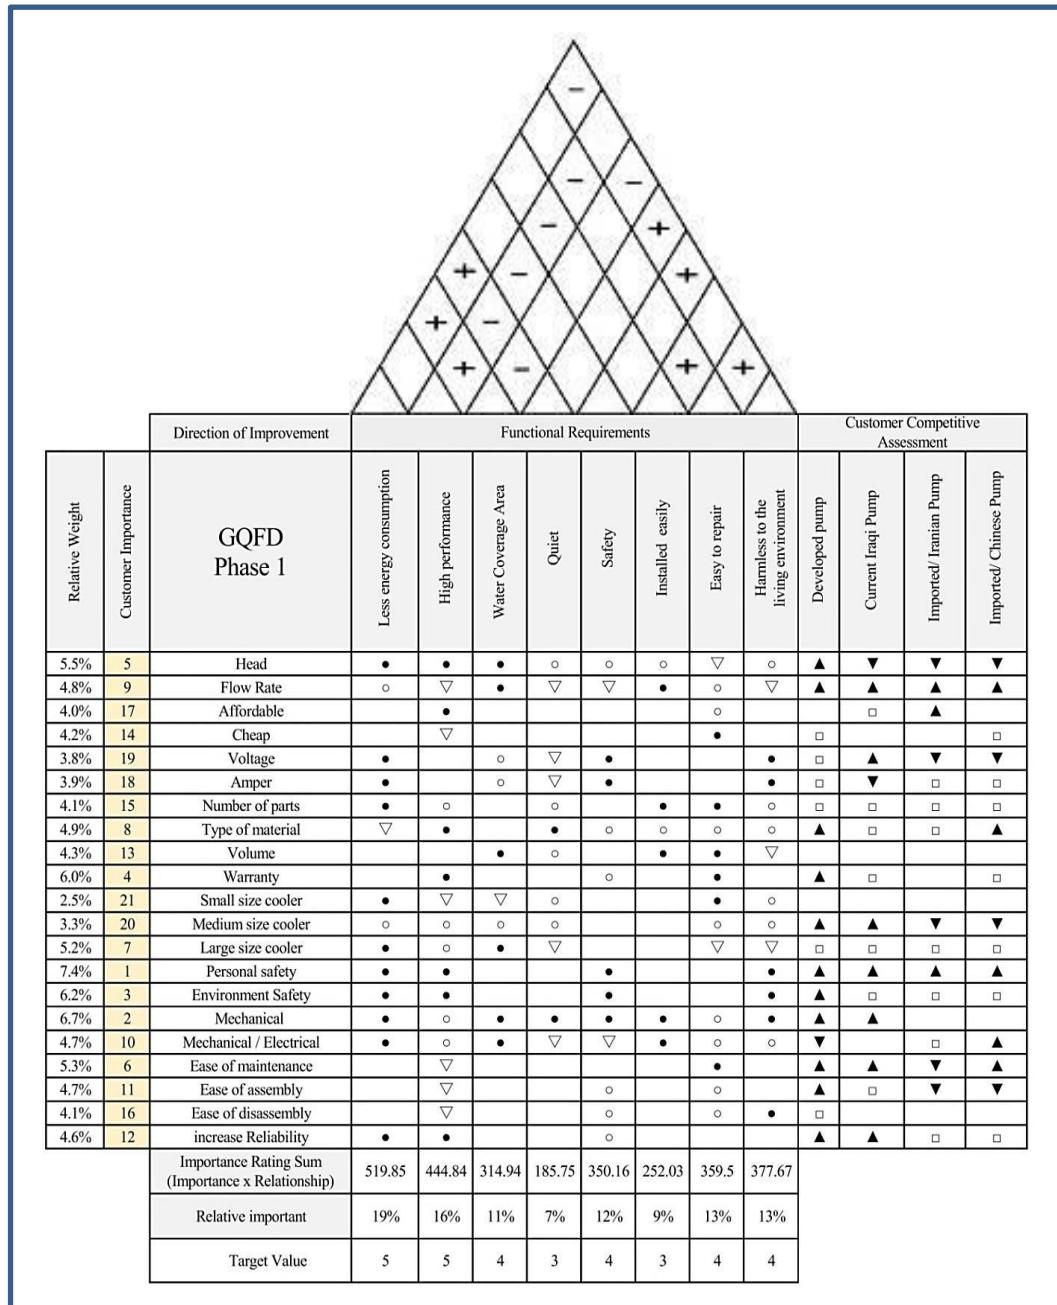 −
− −
− +
+ − +
+ −
+ − + +
Direction of Improvement Functional Requirements Customer Competitive
Assessment
Relative Weight Customer Importance GQFD
Phase 1 Less energy consumption High performance Water Coverage Area Quiet Safety Installed easily Easy to repair Harmless to the
living environment Developed pump Current Iraqi Pump Imported/ Iranian Pump Imported/ Chinese Pump
5.5% 5 Head ● ● ● ○ ○ ○ ▽ ○ ▲ ▼ ▼ ▼
4.8% 9 Flow Rate ○ ▽ ● ▽ ▽ ● ○ ▽ ▲ ▲ ▲ ▲
4.0% 17 Affordable ● ○ □ ▲
4.2% 14 Cheap ▽ ● □ □
3.8% 19 Voltage ● ○ ▽ ● ● □ ▲ ▼ ▼
3.9% 18 Amper ● ○ ▽ ● ● □ ▼ □ □
4.1% 15 Number of parts ● ○ ○ ● ● ○ □ □ □ □
4.9% 8 Type of material ▽ ● ● ○ ○ ○ ○ ▲ □ □ ▲
4.3% 13 Volume ● ○ ● ● ▽
6.0% 4 Warranty ● ○ ● ▲ □ □
2.5% 21 Small size cooler ● ▽ ▽ ○ ● ○
3.3% 20 Medium size cooler ○ ○ ○ ○ ○ ○ ▲ ▲ ▼ ▼
5.2% 7 Large size cooler ● ○ ● ▽ ▽ ▽ □ □ □ □
7.4% 1 Personal safety ● ● ● ● ▲ ▲ ▲ ▲
6.2% 3 Environment Safety ● ● ● ● ▲ □ □ □
6.7% 2 Mechanical ● ○ ● ● ● ● ○ ● ▲ ▲
4.7% 10 Mechanical / Electrical ● ○ ● ▽ ▽ ● ○ ○ ▼ □ ▲
5.3% 6 Ease of maintenance ▽ ● ▲ ▲ ▼ ▲
4.7% 11 Ease of assembly ▽ ○ ○ ▲ □ ▼ ▼
4.1% 16 Ease of disassembly ▽ ○ ○ ● □
4.6% 12 increase Reliability ● ● ○ ▲ ▲ □ □
Importance Rating Sum
(Importance x Relationship) 519.85 444.84 314.94 185.75 350.16 252.03 359.5 377.67
Relative important 19% 16% 11% 7% 12% 9% 13% 13%
Target Value 5 5 4 3 4 3 4 4